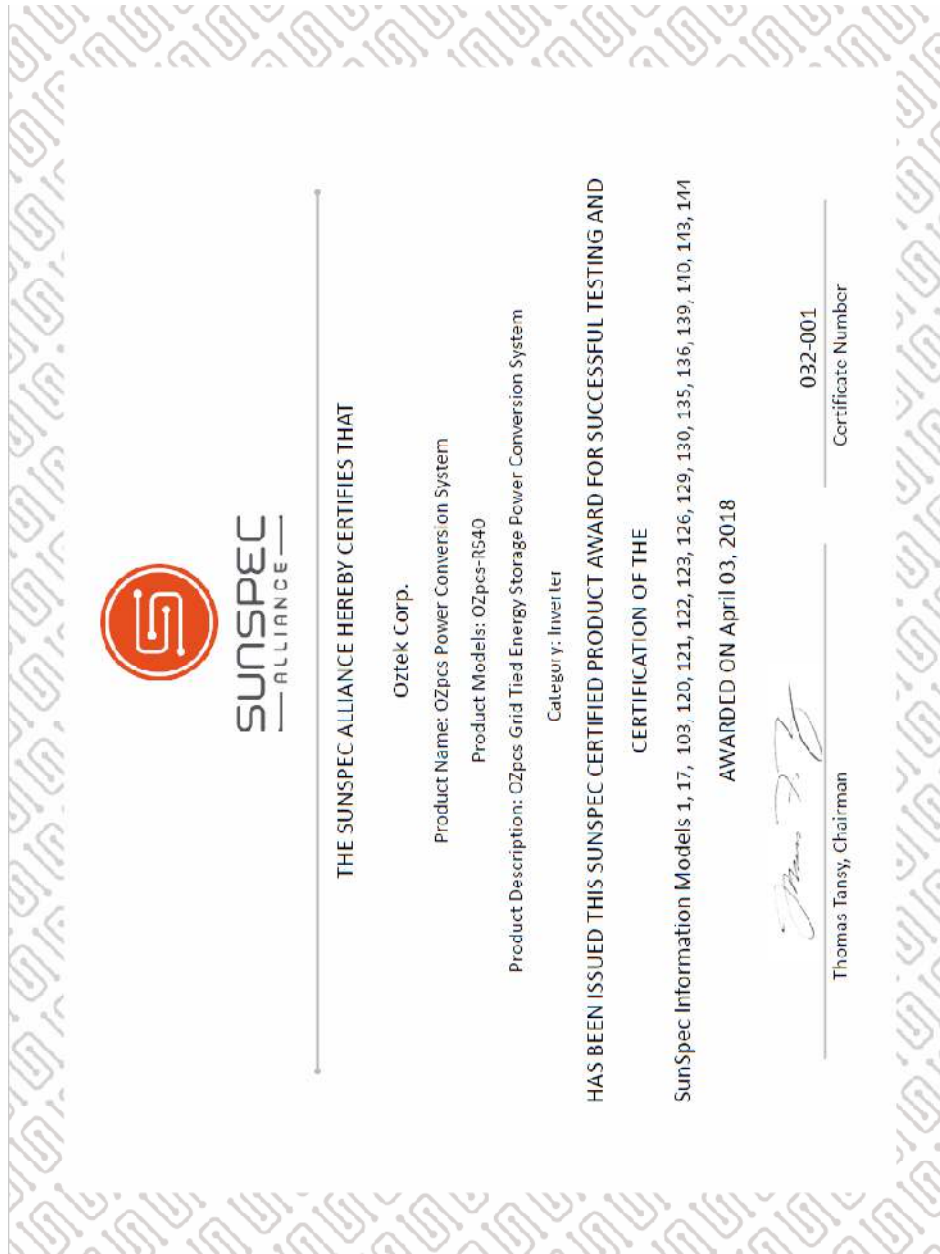 SUNSPEC
ALLIANCE
THE SUNSPEC ALLIANCE HEREBY CERTIFIES THAT
Oztek Corp.
Product Name: OZpcs Power Conversion System
Product Models: OZpcs-RS40
Product Description: OZpcs Grid Tied Energy Storage Power Conversion System
Category: Inverter
HAS BEEN ISSUED THIS SUNSPEC CERTIFIED PRODUCT AWARD FOR SUCCESSFUL TESTING AND
CERTIFICATION OF THE
SunSpec Information Models 1, 17, 103, 120, 121, 122, 123, 126, 129, 130, 135, 136, 139, 140, 143, 144
AWARDED ON April 03, 2018
032-001
Thomas Tansy, Chairman
Certificate Number